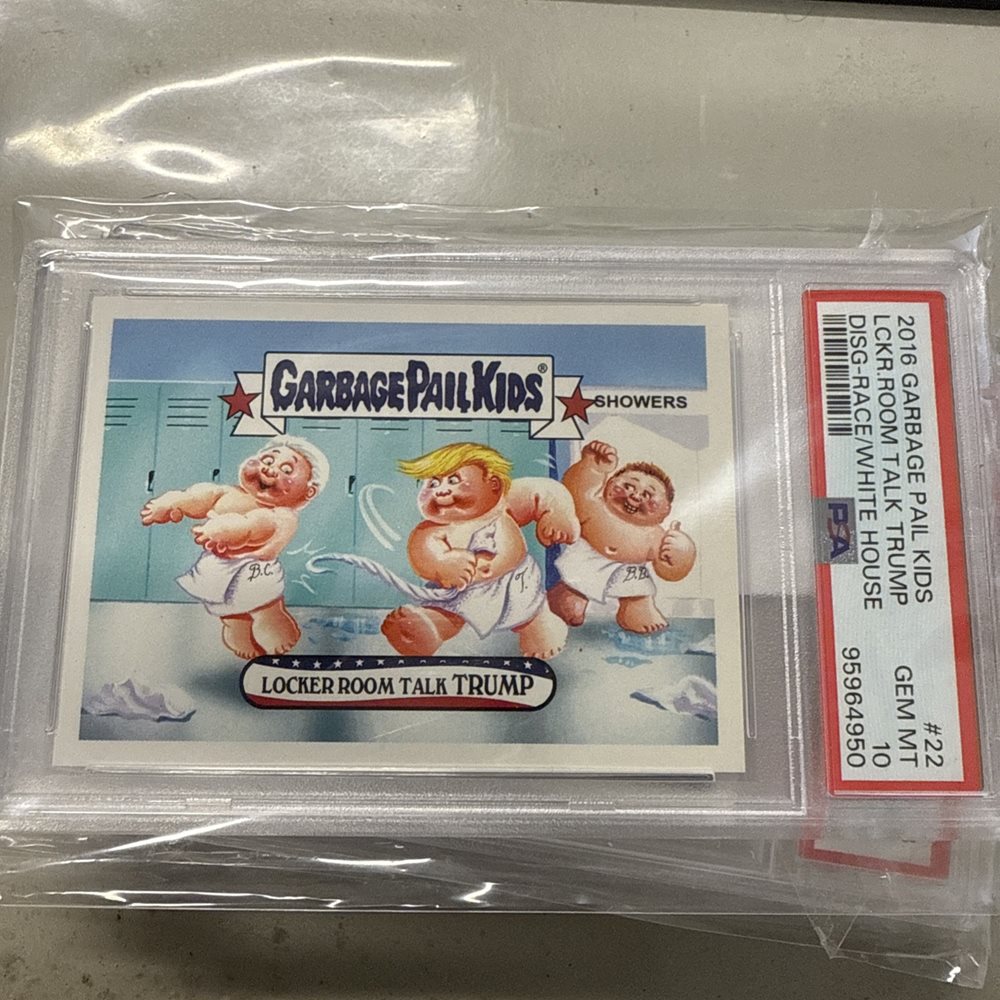 GARBAGE PAIL KIDS®
SHOWERS
B.C.
T.
B.B.
LOCKER ROOM TALK TRUMP
2016 GARBAGE PAIL KIDS #22
LCKR.ROOM TALK TRUMP GEM MT
DISG-RACE/WHITE HOUSE 10
95964950
PSA